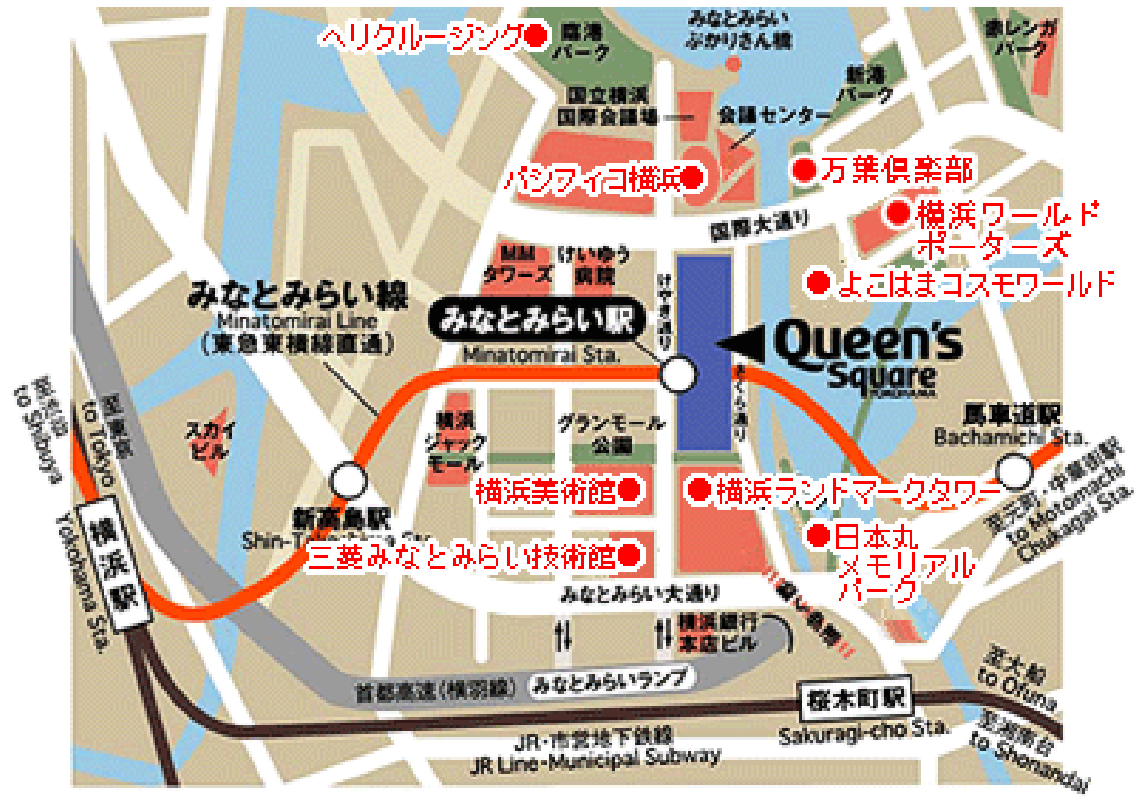 ヘリクルージング
臨港
パーク
みなとみらい
ぷかりさん橋
赤レンガ
パーク
新港
パーク
国立横浜
国際会議場
会議センター
パシフィコ横浜
万葉倶楽部
横浜ワールド
ポーターズ
国際大通り
MM
タワーズ
けいゆう
病院
よこはまコスモワールド
みなとみらい線
Minatomirai Line
(東急東横線直通)
みなとみらい駅
Minatomirai Sta.
けやき通り
Queen's
Square
YOKOHAMA
さくら通り
to Shibuya
to Tokyo
スカイ
ビル
横浜
ジャック
モール
グランモール
公園
馬車道駅
Bachamichi Sta.
至元町・中華街駅
to Motomachi
Chukagai Sta.
横浜美術館
横浜ランドマークタワー
新高島駅
三菱みなとみらい技術館
日本丸
メモリアル
パーク
横浜駅
Yokohama Sta.
みなとみらい大通り
動く歩道
横浜銀行
本店ビル
首都高速(横羽線)
みなとみらいランプ
桜木町駅
Sakuragi-cho Sta.
至大船
to Ofuna
至湘南台
to Shonandai
JR・市営地下鉄線
JR Line-Municipal Subway